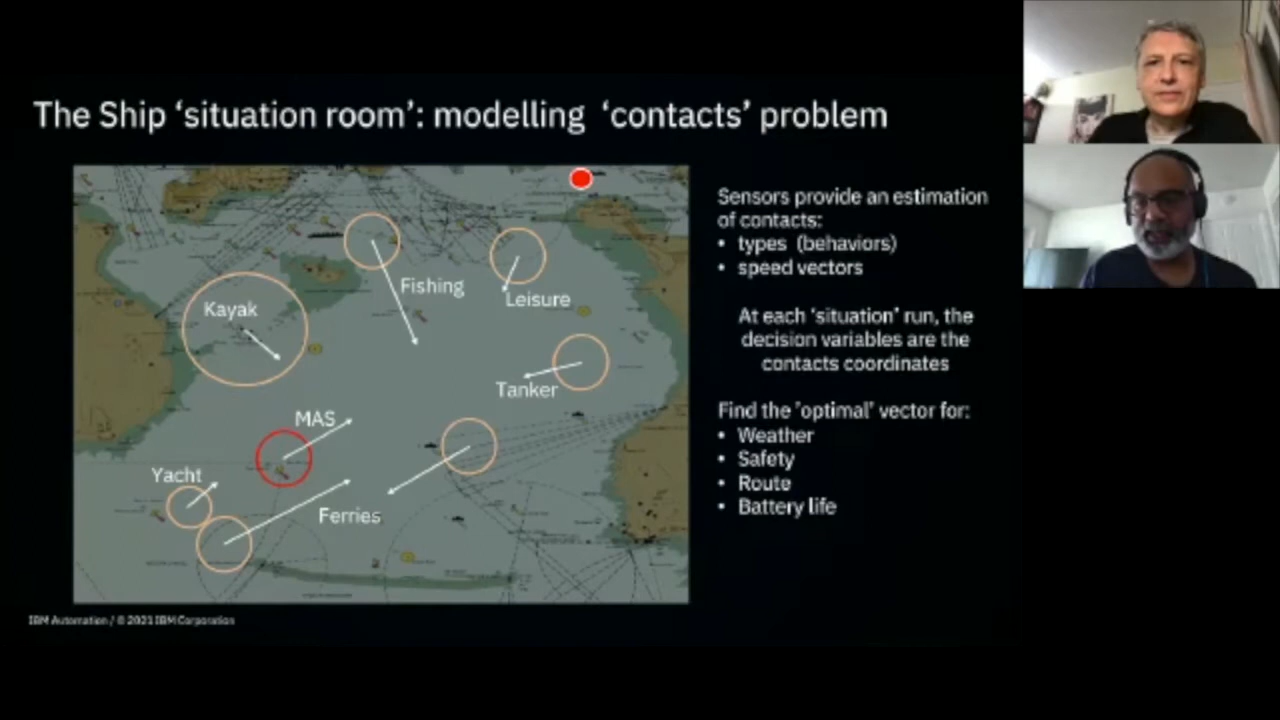 The Ship ‘situation room’: modelling ‘contacts’ problem
Sensors provide an estimation
of contacts:
• types (behaviors)
• speed vectors
At each ‘situation’ run, the
decision variables are the
contacts coordinates
Find the ’optimal’ vector for:
• Weather
• Safety
• Route
• Battery life
Kayak
Fishing
Leisure
Tanker
MAS
Yacht
Ferries
IBM Automation / © 2021 IBM Corporation